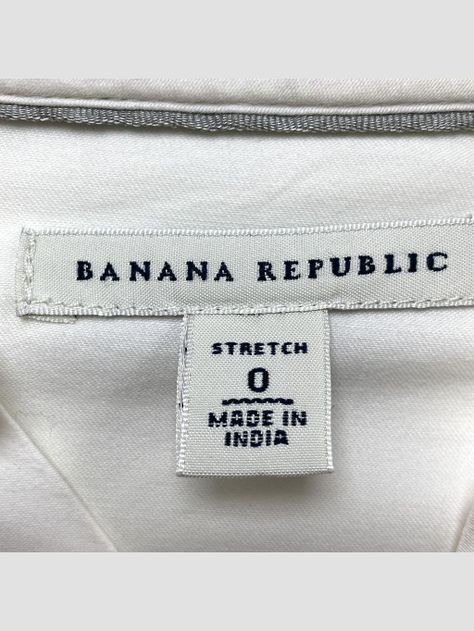 BANANA REPUBLIC
STRETCH
0
MADE IN
INDIA